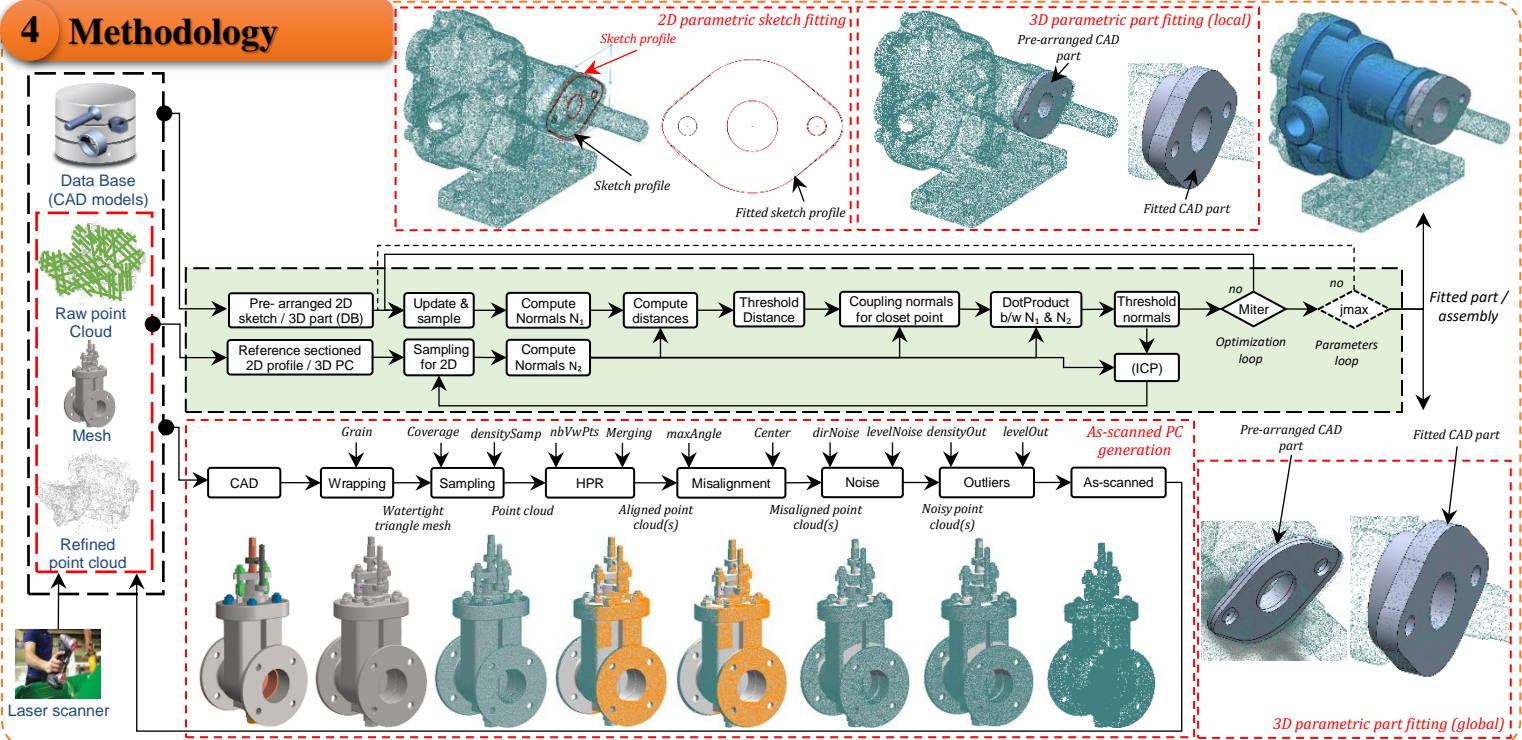 4 Methodology
Data Base
(CAD models)
Raw point
Cloud
Mesh
Refined
point cloud
Laser scanner
2D parametric sketch fitting
Sketch profile
Sketch profile
Fitted sketch profile
3D parametric part fitting (local)
Pre-arranged CAD
part
Fitted CAD part
Pre- arranged 2D
sketch / 3D part (DB)
Update &
sample
Compute
Normals N₁
Compute
distances
Threshold
Distance
Coupling normals
for closet point
DotProduct
b/w N₁ & N₂
Threshold
normals
no
Miter
Optimization
loop
no
jmax
Parameters
loop
Fitted part /
assembly
Reference sectioned
2D profile / 3D PC
Sampling
for 2D
Compute
Normals N₂
(ICP)
As-scanned PC
generation
Grain
Coverage
densitySamp
nbVwPts
Merging
maxAngle
Center
dirNoise
levelNoise
densityOut
levelOut
CAD
Wrapping
Sampling
HPR
Misalignment
Noise
Outliers
As-scanned
Watertight
triangle mesh
Point cloud
Aligned point
cloud(s)
Misaligned point
cloud(s)
Noisy point
cloud(s)
Pre-arranged CAD
part
Fitted CAD part
3D parametric part fitting (global)